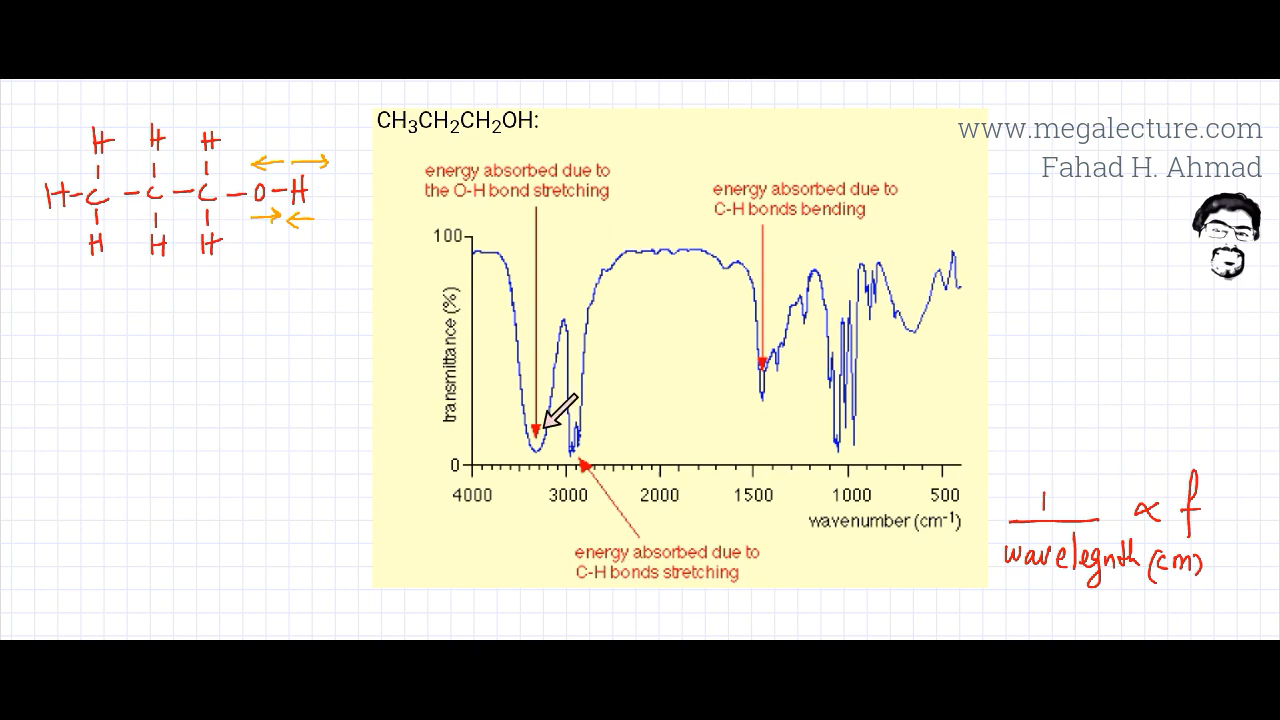 CH₃CH₂CH₂OH:
www.megalecture.com
Fahad H. Ahmad
H H H
H-C-C-C-O-H
H H H
energy absorbed due to
the O-H bond stretching
energy absorbed due to
C-H bonds bending
100
transmittance (%)
0
4000 3000 2000 1500 1000 500
wavenumber (cm⁻¹)
energy absorbed due to
C-H bonds stretching
1 ∝ f
wavelegnth (cm)